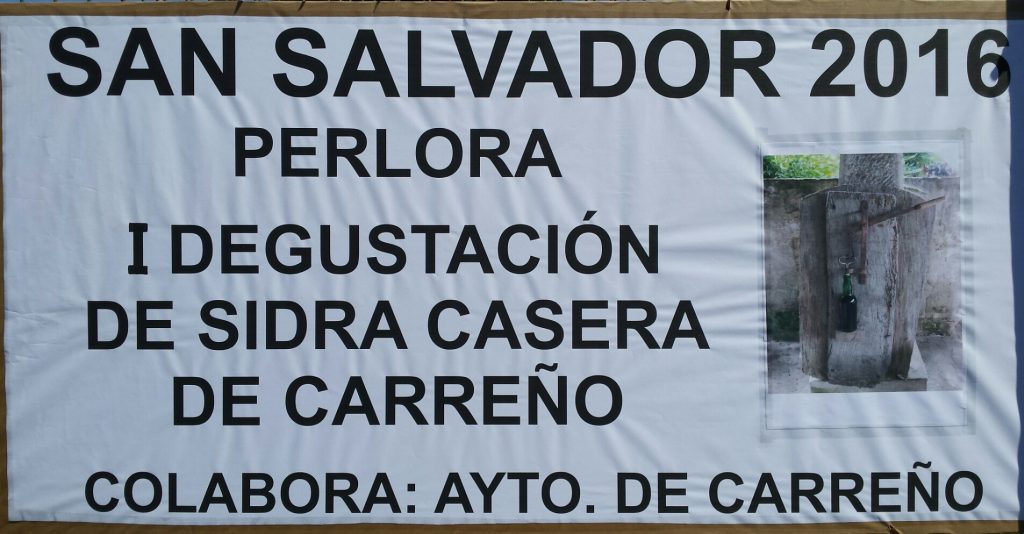 SAN SALVADOR 2016
PERLORA
I DEGUSTACIÓN
DE SIDRA CASERA
DE CARREÑO
COLABORA: AYTO. DE CARREÑO